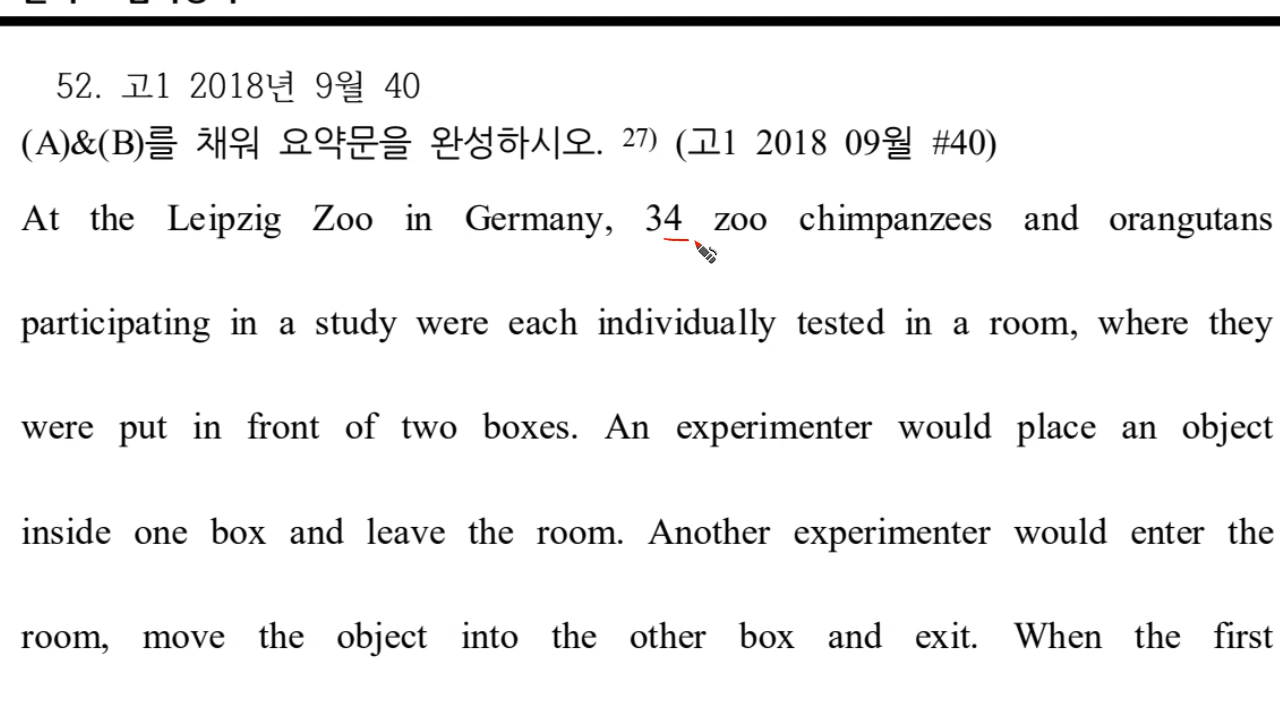 52. 고1 2018년 9월 40
(A)&(B)를 채워 요약문을 완성하시오. 27) (고1 2018 09월 #40)
At the Leipzig Zoo in Germany, 34 zoo chimpanzees and orangutans
participating in a study were each individually tested in a room, where they
were put in front of two boxes. An experimenter would place an object
inside one box and leave the room. Another experimenter would enter the
room, move the object into the other box and exit. When the first